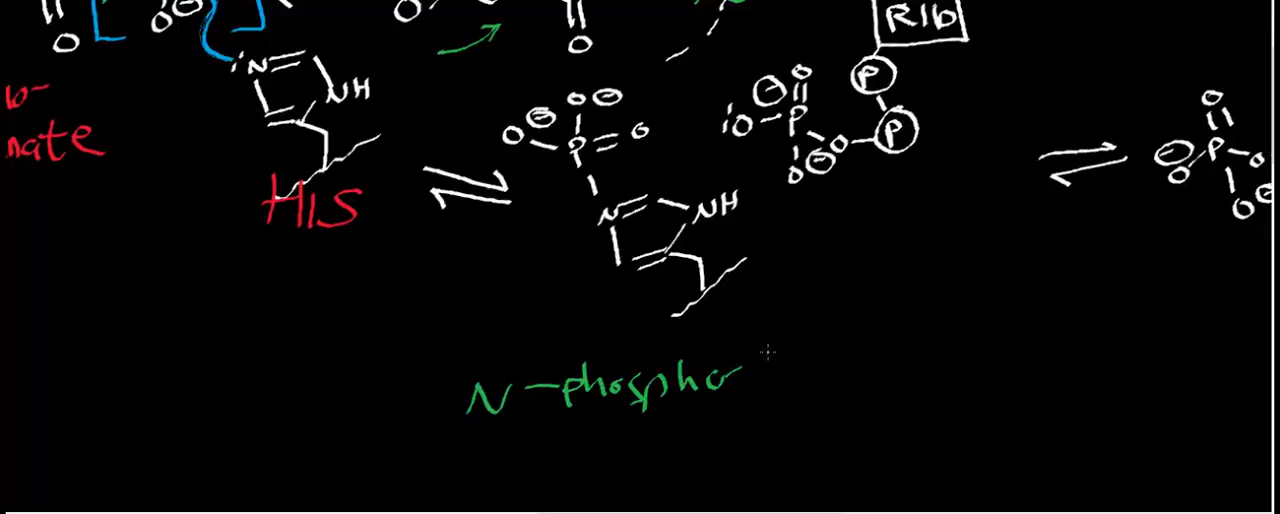 O O ⊖ O O RIb
:N NH
O ⊖ O ⊖ P O
⊖ O P P
:O P O ⊖ O
O P O ⊖ O O ⊖
nate
HIS
N NH
N-phospho